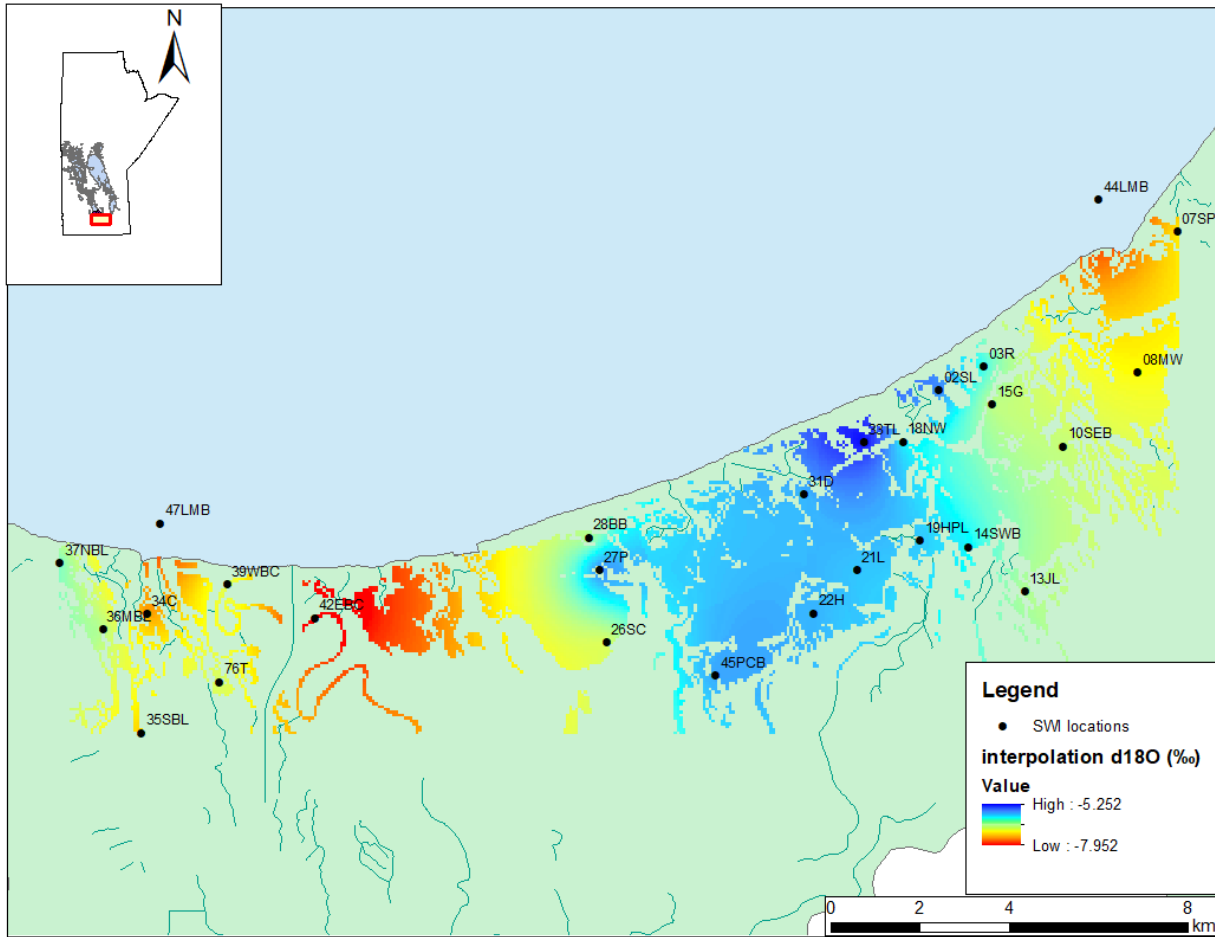 N
44LMB
07SP
03R
08MW
02SL
15G
18NW
10SEB
31D
47LMB
28BB
19HPL
14SWB
37NBL
27P
21L
39WBC
13JL
34C
42EBC
22H
36MBL
26SC
76T
45PCB
35SBL
Legend
SWI locations
interpolation d18O (‰)
Value
High : -5.252
Low : -7.952
0 2 4 8
km